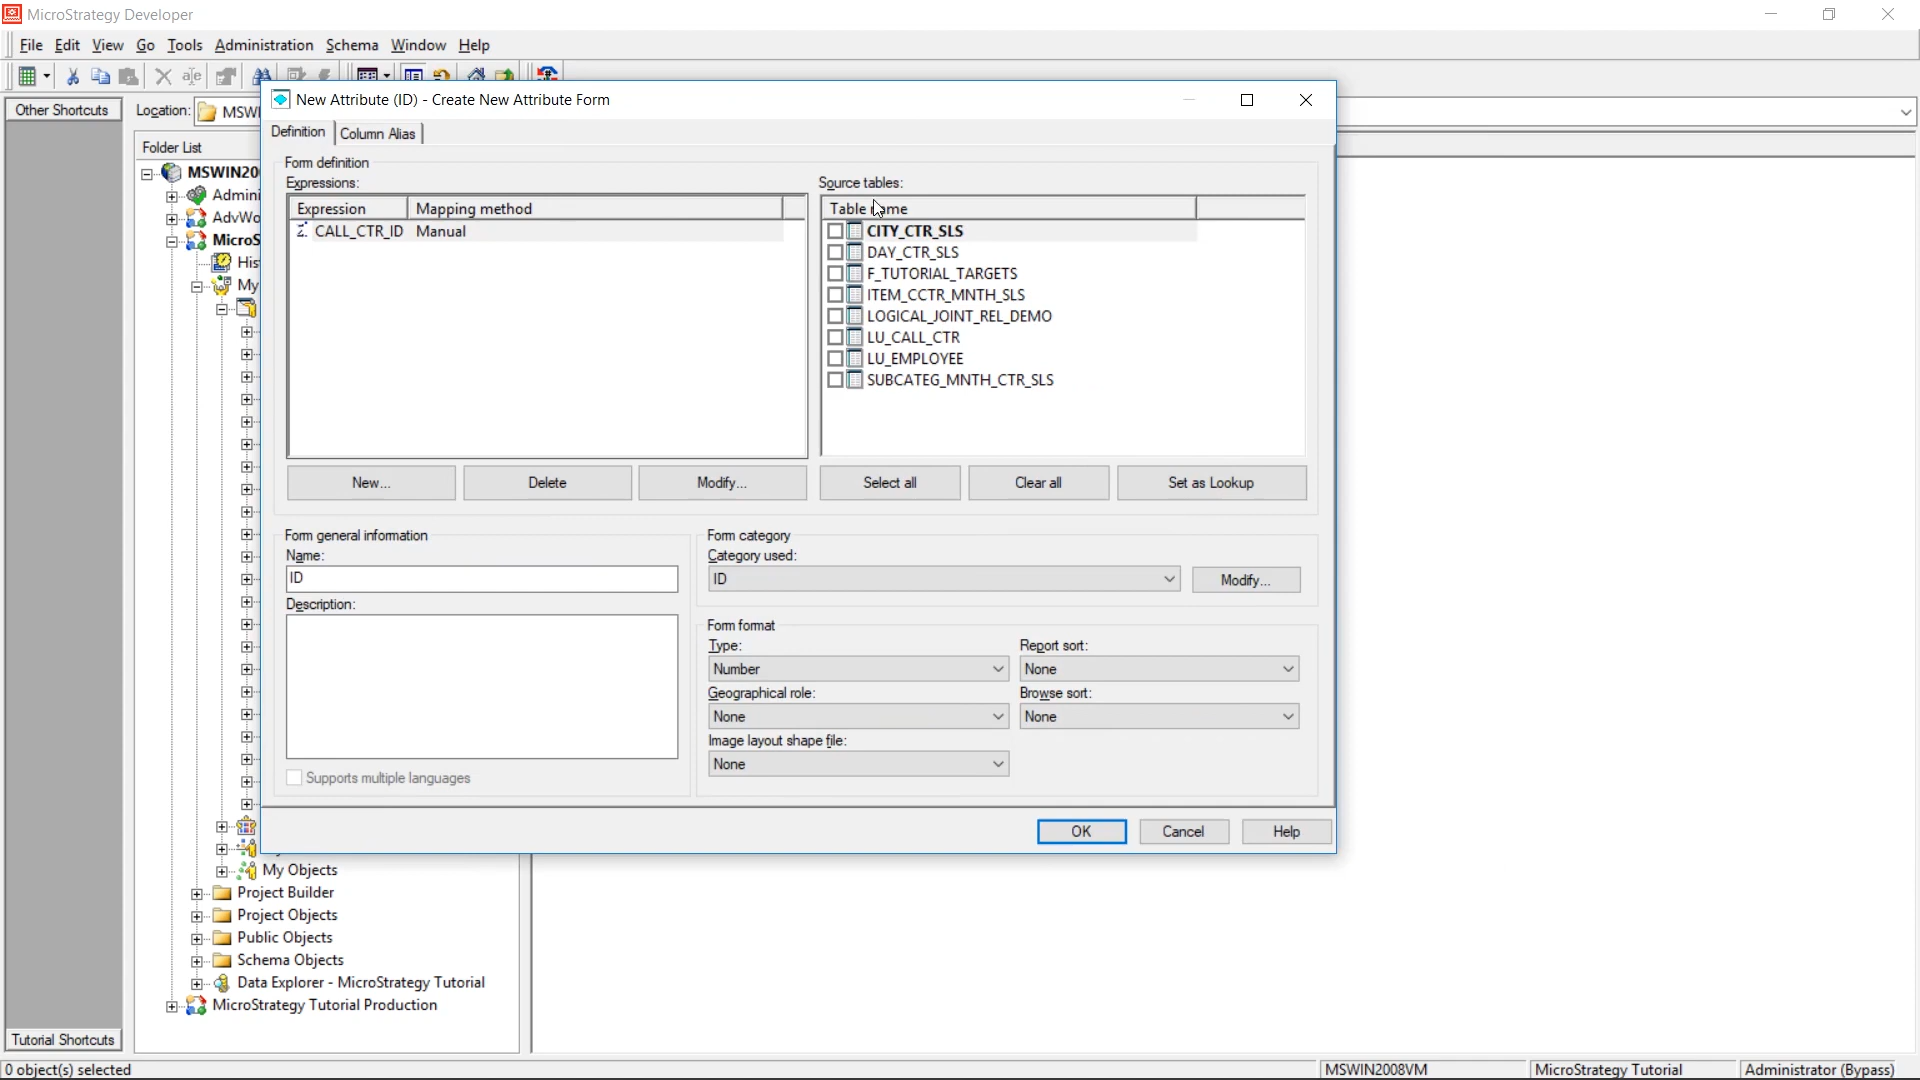 MicroStrategy Developer
File Edit View Go Tools Administration Schema Window Help
Other Shortcuts
Location: MSWI
New Attribute (ID) - Create New Attribute Form
Definition Column Alias
Folder List
MSWIN20
Admini
AdvWo
MicroS
His
My
Form definition
Expressions:
Expression Mapping method
CALL_CTR_ID Manual
Source tables:
Table
CITY_CTR_SLS
DAY_CTR_SLS
F_TUTORIAL_TARGETS
ITEM_CCTR_MNTH_SLS
LOGICAL_JOINT_REL_DEMO
LU_CALL_CTR
LU_EMPLOYEE
SUBCATEG_MNTH_CTR_SLS
New... Delete Modify... Select all Clear all Set as Lookup
Form general information
Name:
ID
Description:
Supports multiple languages
Form category
Category used:
ID Modify...
Form format
Type: Report sort:
Number None
Geographical role: Browse sort:
None None
Image layout shape file:
None
OK Cancel Help
My Objects
Project Builder
Project Objects
Public Objects
Schema Objects
Data Explorer - MicroStrategy Tutorial
MicroStrategy Tutorial Production
Tutorial Shortcuts
0 object(s) selected MSWIN2008VM MicroStrategy Tutorial Administrator (Bypass)